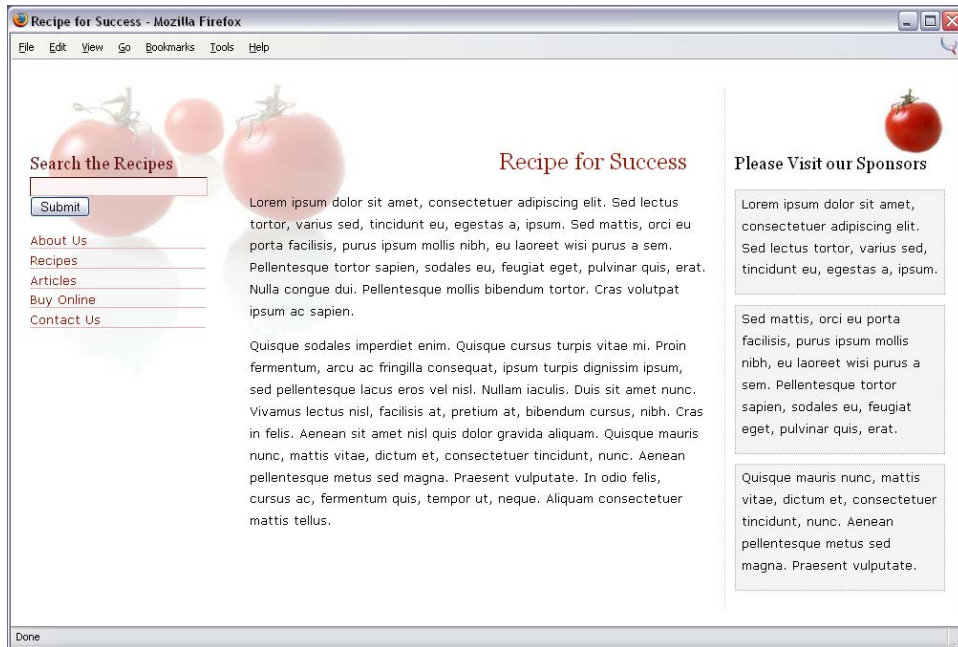 Recipe for Success - Mozilla Firefox
File Edit View Go Bookmarks Tools Help
Search the Recipes
Submit
About Us
Recipes
Articles
Buy Online
Contact Us
Recipe for Success
Lorem ipsum dolor sit amet, consectetuer adipiscing elit. Sed lectus
tortor, varius sed, tincidunt eu, egestas a, ipsum. Sed mattis, orci eu
porta facilisis, purus ipsum mollis nibh, eu laoreet wisi purus a sem.
Pellentesque tortor sapien, sodales eu, feugiat eget, pulvinar quis, erat.
Nulla congue dui. Pellentesque mollis bibendum tortor. Cras volutpat
ipsum ac sapien.
Quisque sodales imperdiet enim. Quisque cursus turpis vitae mi. Proin
fermentum, arcu ac fringilla consequat, ipsum turpis dignissim ipsum,
sed pellentesque lacus eros vel nisl. Nullam iaculis. Duis sit amet nunc.
Vivamus lectus nisl, facilisis at, pretium at, bibendum cursus, nibh. Cras
in felis. Aenean sit amet nisl quis dolor gravida aliquam. Quisque mauris
nunc, mattis vitae, dictum et, consectetuer tincidunt, nunc. Aenean
pellentesque metus sed magna. Praesent vulputate. In odio felis,
cursus ac, fermentum quis, tempor ut, neque. Aliquam consectetuer
mattis tellus.
Please Visit our Sponsors
Lorem ipsum dolor sit amet,
consectetuer adipiscing elit.
Sed lectus tortor, varius sed,
tincidunt eu, egestas a, ipsum.
Sed mattis, orci eu porta
facilisis, purus ipsum mollis
nibh, eu laoreet wisi purus a
sem. Pellentesque tortor
sapien, sodales eu, feugiat
eget, pulvinar quis, erat.
Quisque mauris nunc, mattis
vitae, dictum et, consectetuer
tincidunt, nunc. Aenean
pellentesque metus sed
magna. Praesent vulputate.
Done